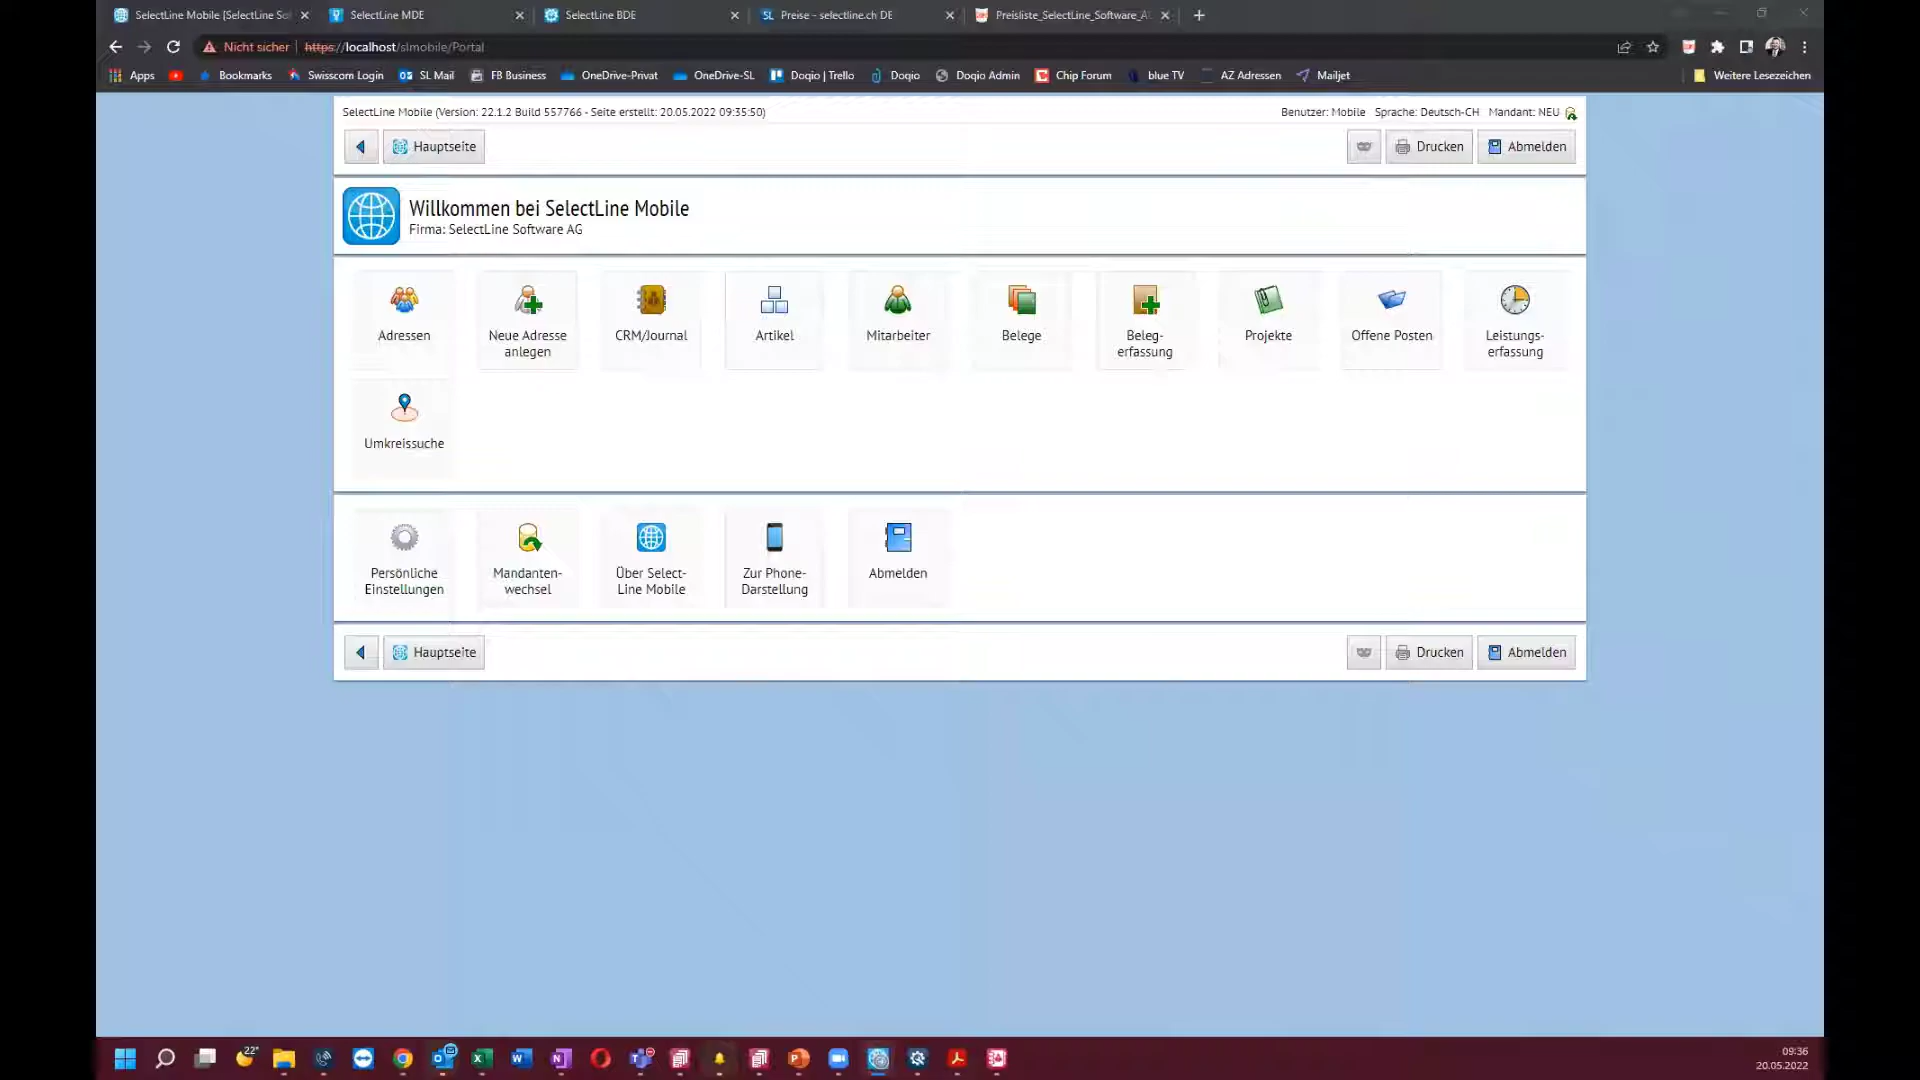 SelectLine Mobile [SelectLine So
SelectLine MDE
SelectLine BDE
SL Preise - selectline.ch DE
Preisliste_SelectLine_Software_A
Nicht sicher https://localhost/slmobile/Portal
Apps
Bookmarks
Swisscom Login
SL Mail
FB Business
OneDrive-Privat
OneDrive-SL
Doqio | Trello
Doqio
Doqio Admin
Chip Forum
blue TV
AZ Adressen
Mailjet
Weitere Lesezeichen
SelectLine Mobile (Version: 22.1.2 Build 557766 - Seite erstellt: 20.05.2022 09:35:50)
Benutzer: Mobile Sprache: Deutsch-CH Mandant: NEU
Hauptseite
Drucken
Abmelden
Willkommen bei SelectLine Mobile
Firma: SelectLine Software AG
Adressen
Neue Adresse
anlegen
CRM/Journal
Artikel
Mitarbeiter
Belege
Beleg-
erfassung
Projekte
Offene Posten
Leistungs-
erfassung
Umkreissuche
Persönliche
Einstellungen
Mandanten-
wechsel
Über Select-
Line Mobile
Zur Phone-
Darstellung
Abmelden
Hauptseite
Drucken
Abmelden
22°
09:36
20.05.2022